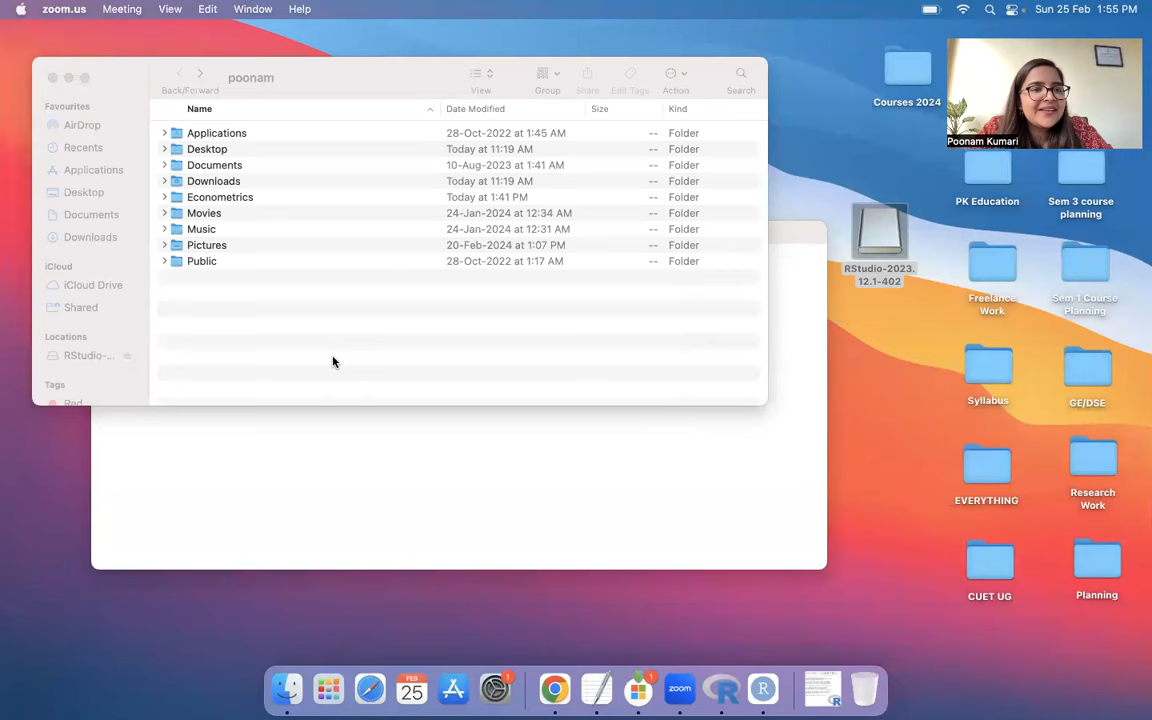 zoom.us Meeting View Edit Window Help
Sun 25 Feb 1:55 PM
poonam
Back/Forward
View
Group
Share
Edit Tags
Action
Search
Favourites
AirDrop
Recents
Applications
Desktop
Documents
Downloads
iCloud
iCloud Drive
Shared
Locations
RStudio-...
Tags
Red
Name Date Modified Size Kind
Applications 28-Oct-2022 at 1:45 AM -- Folder
Desktop Today at 11:19 AM -- Folder
Documents 10-Aug-2023 at 1:41 AM -- Folder
Downloads Today at 11:19 AM -- Folder
Econometrics Today at 1:41 PM -- Folder
Movies 24-Jan-2024 at 12:34 AM -- Folder
Music 24-Jan-2024 at 12:31 AM -- Folder
Pictures 20-Feb-2024 at 1:07 PM -- Folder
Public 28-Oct-2022 at 1:17 AM -- Folder
Courses 2024
Poonam Kumari
PK Education
Sem 3 course
planning
RStudio-2023.
12.1-402
Freelance
Work
Sem 1 Course
Planning
Syllabus
GE/DSE
EVERYTHING
Research
Work
CUET UG
Planning
FEB
25
1
1
zoom
R
R
R